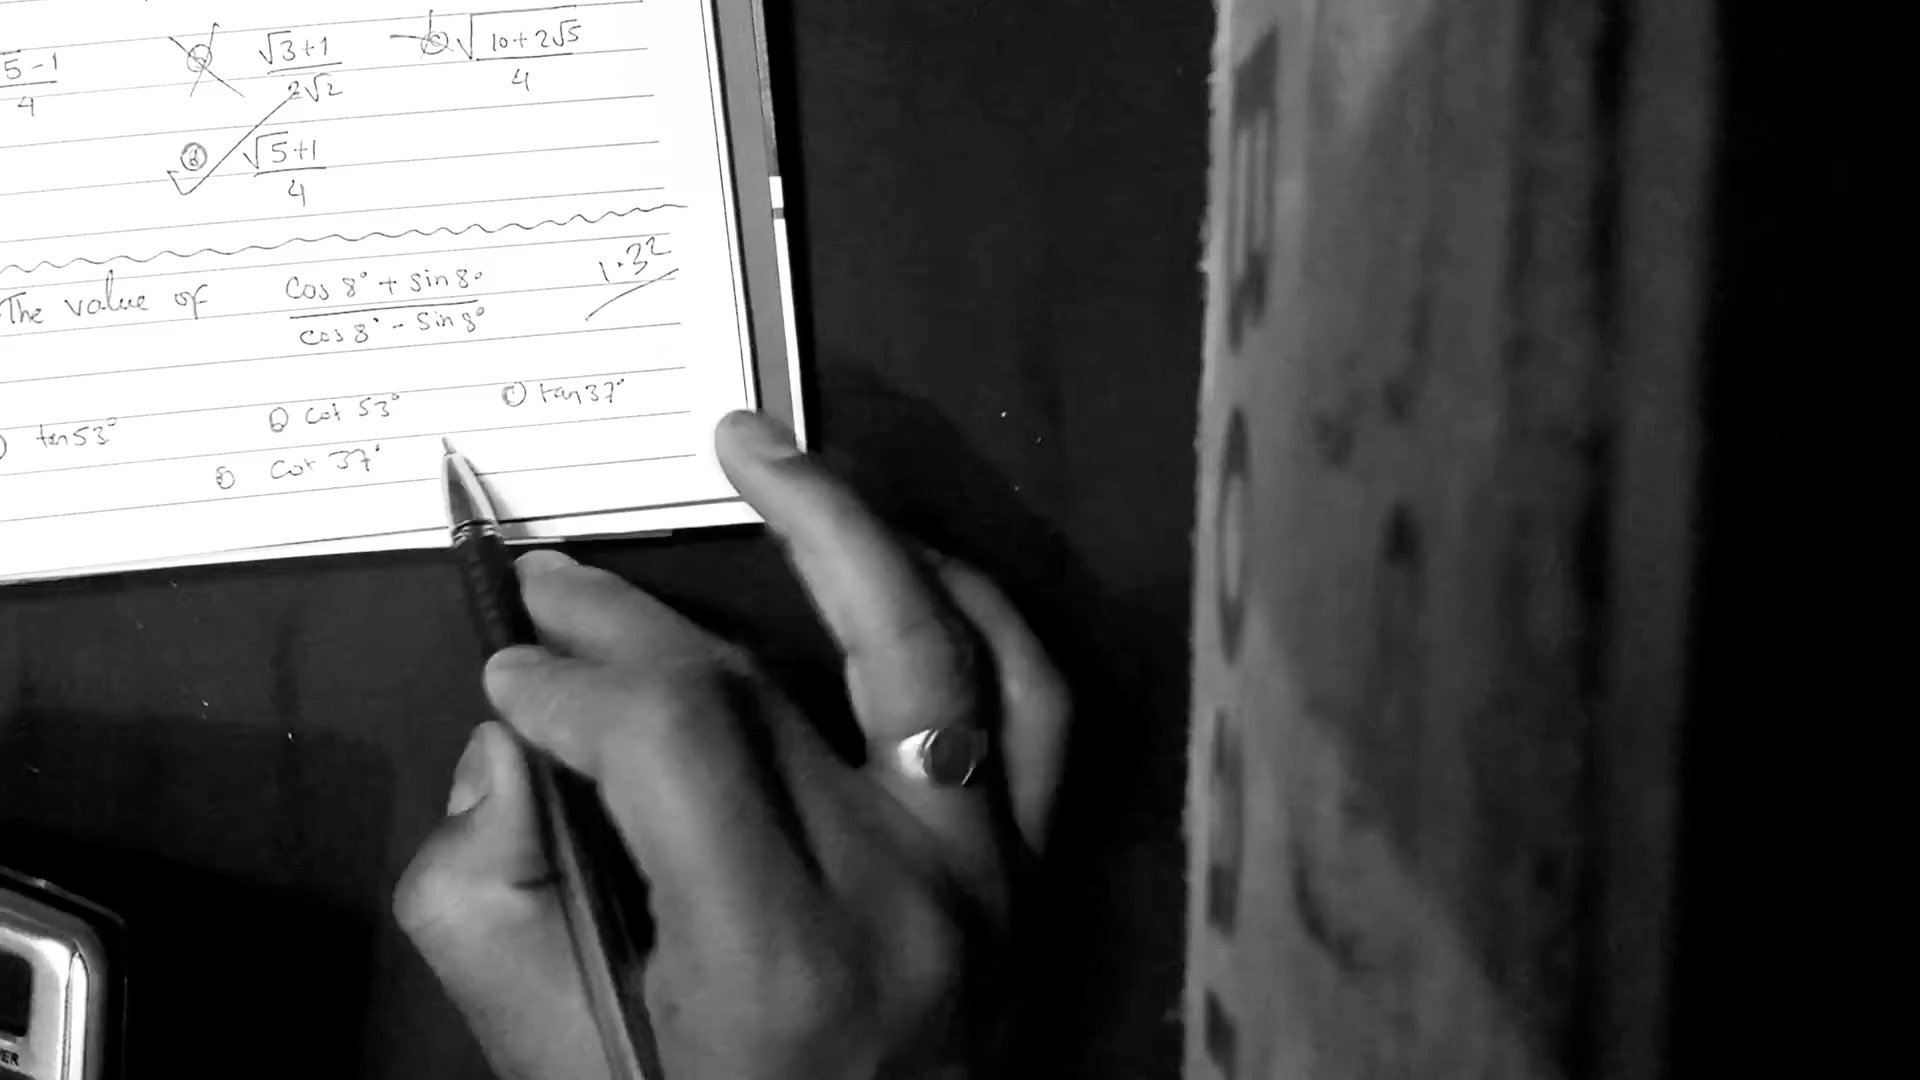 √5-1/4 ⓑ √3+1/2√2 ⓒ √10+2√5/4
ⓓ √5+1/4
The value of cos 8° + sin 8°/cos 8° - sin 8° 1.32
tan 53° ⓑ cot 53° ⓒ tan 37°
ⓓ cot 37°